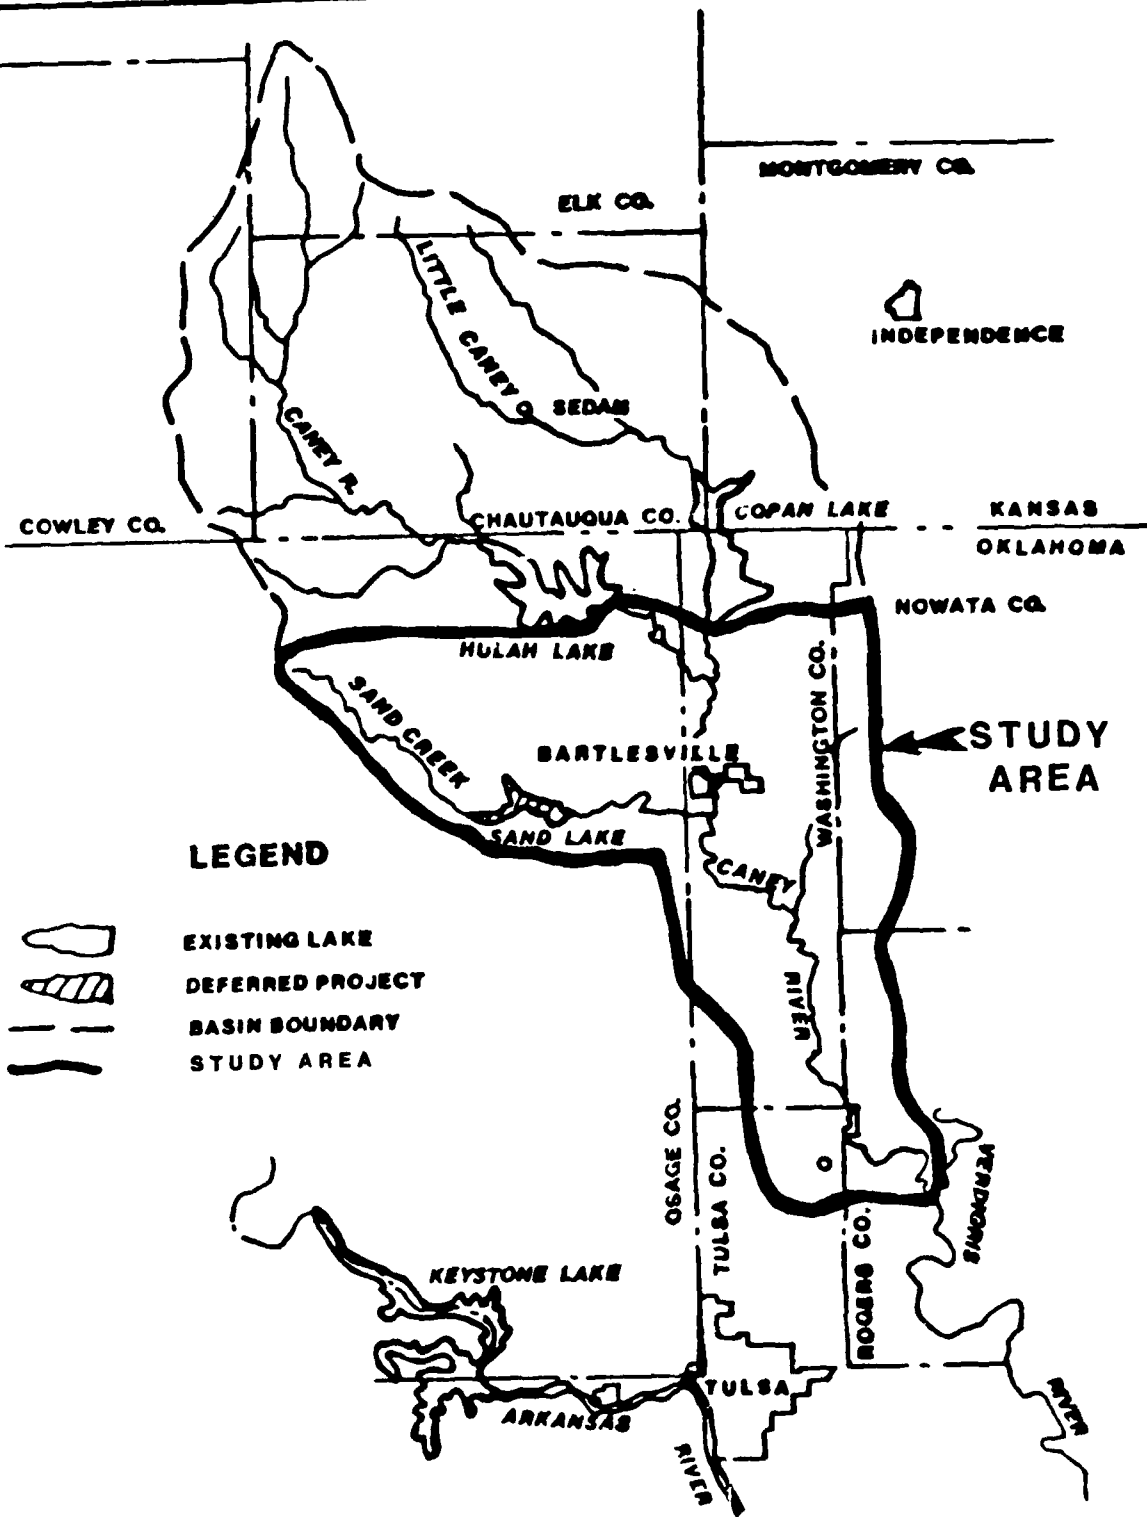 MONTGOMERY CO.
ELK CO.
LITTLE CANEY
INDEPENDENCE
SEDAN
CANEY R.
COWLEY CO.
CHAUTAUQUA CO.
COPAN LAKE
KANSAS
OKLAHOMA
NOWATA CO.
HULAH LAKE
WASHINGTON CO.
SAND CREEK
STUDY
AREA
BARTLESVILLE
SAND LAKE
LEGEND
CANEY
RIVER
EXISTING LAKE
DEFERRED PROJECT
BASIN BOUNDARY
STUDY AREA
OSAGE CO.
TULSA CO.
VERDIGRIS
ROGERS CO.
KEYSTONE LAKE
TULSA
ARKANSAS
RIVER
RIVER